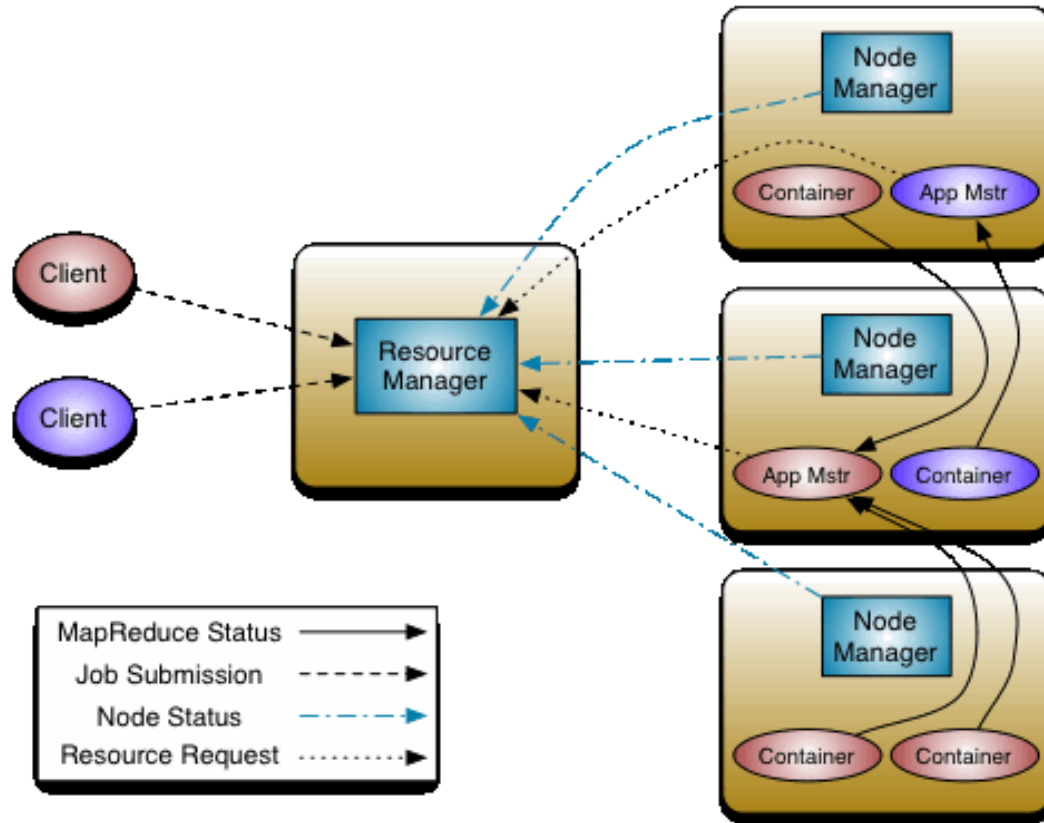 Node
Manager
Container
App Mstr
Client
Client
Resource
Manager
Node
Manager
App Mstr
Container
Node
Manager
Container
Container
MapReduce Status
Job Submission
Node Status
Resource Request